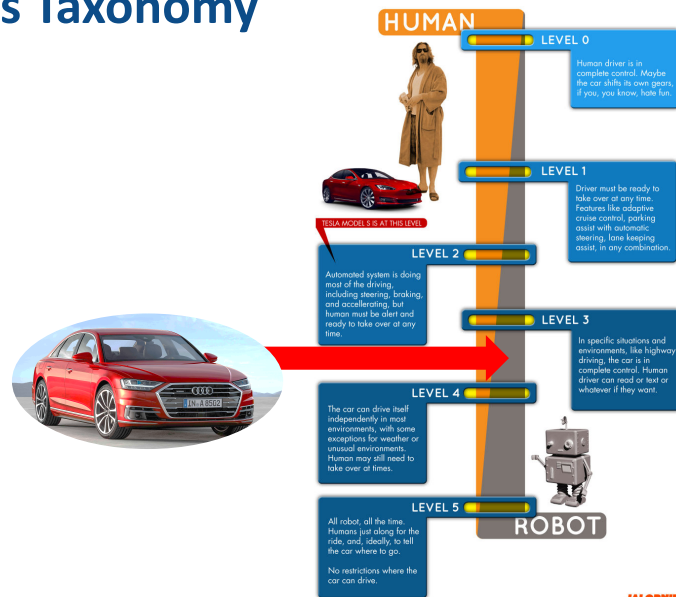 s Taxonomy
HUMAN
LEVEL 0
Human driver is in
complete control. Maybe
the car shifts its own gears,
if you, you know, hate fun.
LEVEL 1
Driver must be ready to
take over at any time.
Features like adaptive
cruise control, parking
assist with automatic
steering, lane keeping
assist, in any combination.
TESLA MODEL S IS AT THIS LEVEL
LEVEL 2
Automated system is doing
most of the driving,
including steering, braking,
and accellerating, but
human must be alert and
ready to take over at any
time.
LEVEL 3
In specific situations and
environments, like highway
driving, the car is in
complete control. Human
driver can read or text or
whatever if they want.
IN·A 8502
LEVEL 4
The car can drive itself
independently in most
environments, with some
exceptions for weather or
unusual environments.
Human may still need to
take over at times.
LEVEL 5
All robot, all the time.
Humans just along for the
ride, and, ideally, to tell
the car where to go.
No restrictions where the
car can drive.
ROBOT